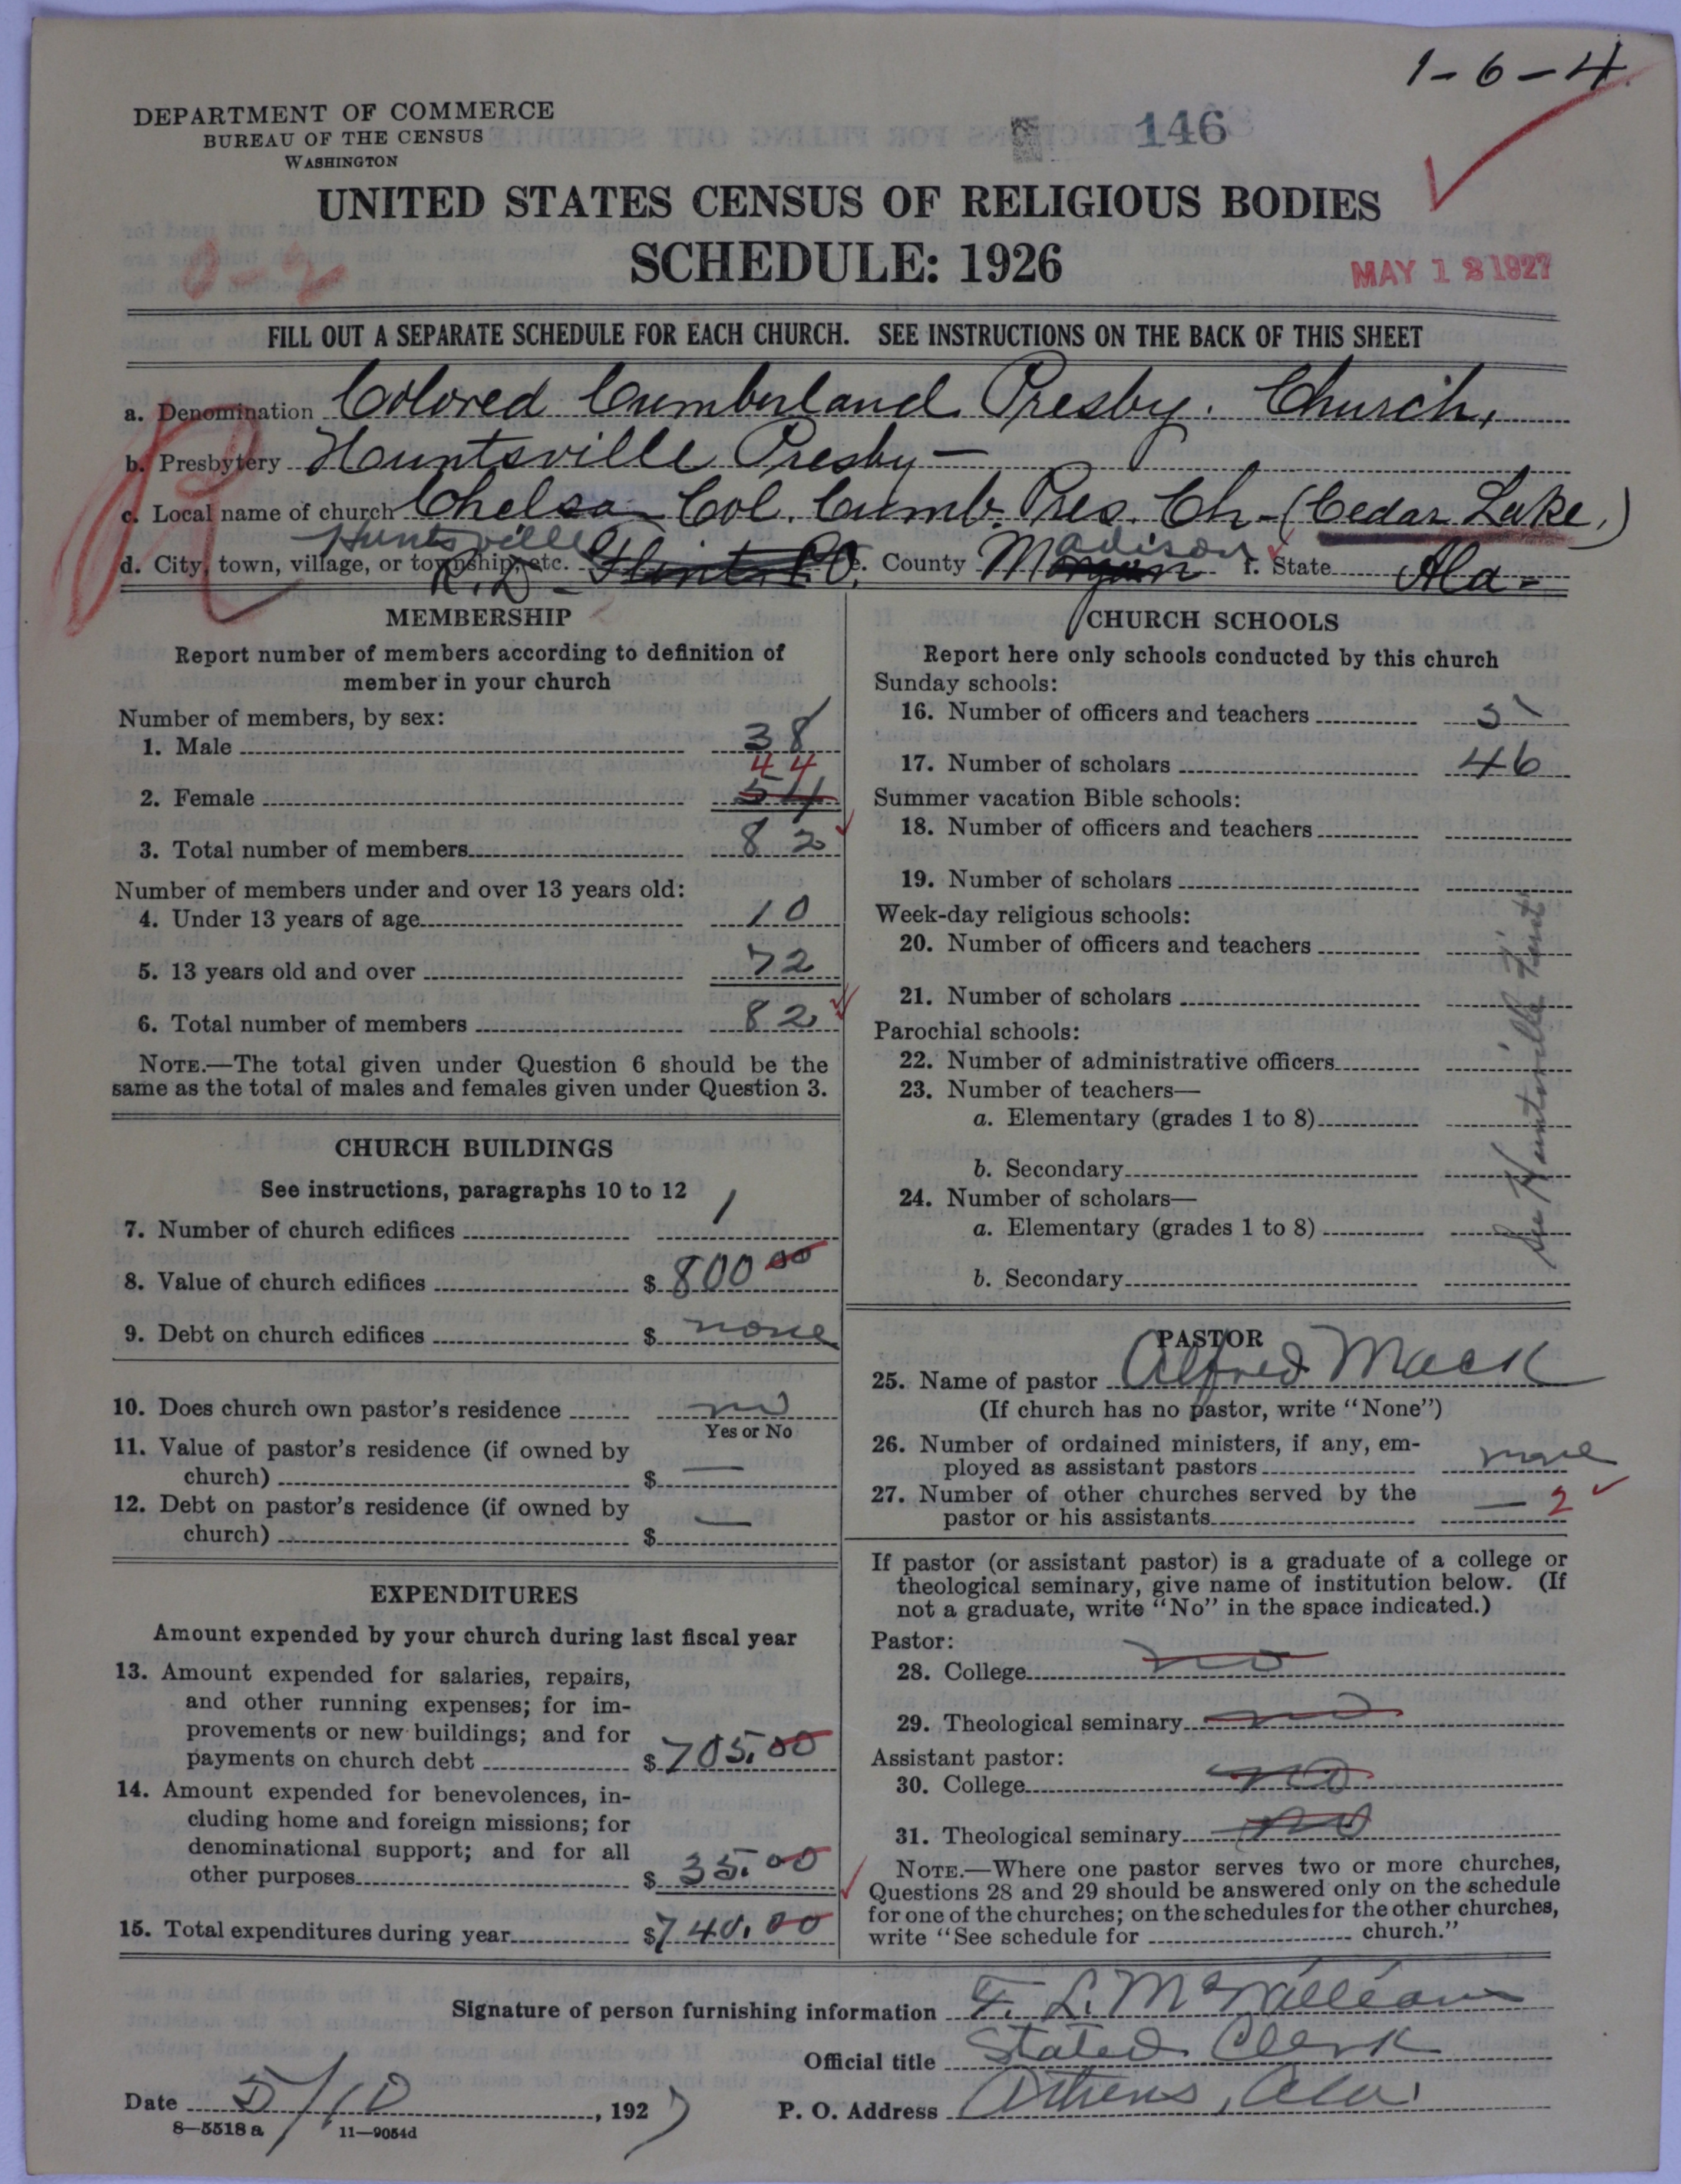 1-6-4.
DEPARTMENT OF COMMERCE
BUREAU OF THE CENSUS
WASHINGTON
146
UNITED STATES CENSUS OF RELIGIOUS BODIES
SCHEDULE: 1926
MAY 13 1927
FILL OUT A SEPARATE SCHEDULE FOR EACH CHURCH. SEE INSTRUCTIONS ON THE BACK OF THIS SHEET
a. Denomination Colored Cumberland Presby. Church,
b. Presbytery Huntsville Presby—
R
c. Local name of church Chelsa Col. Cumb. Pres. Ch-(Cedar Lake,)
Huntsville adison
d. City, town, village, or township, etc. R.D- Flint P.O. e. County Morgan f. State Ala-
MEMBERSHIP
Report number of members according to definition of
member in your church
Number of members, by sex:
1. Male 38
44
2. Female 54
3. Total number of members 82
Number of members under and over 13 years old:
4. Under 13 years of age 10
5. 13 years old and over 72
6. Total number of members 82
NOTE.—The total given under Question 6 should be the
same as the total of males and females given under Question 3.
CHURCH BUILDINGS
See instructions, paragraphs 10 to 12
7. Number of church edifices 1
8. Value of church edifices $ 800 00
9. Debt on church edifices $ none
10. Does church own pastor's residence no
Yes or No
11. Value of pastor's residence (if owned by
church) $ —
12. Debt on pastor's residence (if owned by
church) $ —
EXPENDITURES
Amount expended by your church during last fiscal year
13. Amount expended for salaries, repairs,
and other running expenses; for im-
provements or new buildings; and for
payments on church debt $ 705.00
14. Amount expended for benevolences, in-
cluding home and foreign missions; for
denominational support; and for all
other purposes $ 35.00
15. Total expenditures during year $ 740.00
CHURCH SCHOOLS
Report here only schools conducted by this church
Sunday schools:
16. Number of officers and teachers 5
17. Number of scholars 46
Summer vacation Bible schools:
18. Number of officers and teachers
19. Number of scholars
Week-day religious schools:
20. Number of officers and teachers
21. Number of scholars
Parochial schools:
22. Number of administrative officers
23. Number of teachers—
a. Elementary (grades 1 to 8)
b. Secondary
24. Number of scholars—
a. Elementary (grades 1 to 8)
b. Secondary
See Huntsville Flint
PASTOR
25. Name of pastor Alfred Mack
(If church has no pastor, write "None")
26. Number of ordained ministers, if any, em-
ployed as assistant pastors none
27. Number of other churches served by the
pastor or his assistants — 2
If pastor (or assistant pastor) is a graduate of a college or
theological seminary, give name of institution below. (If
not a graduate, write "No" in the space indicated.)
Pastor:
28. College no
29. Theological seminary no
Assistant pastor:
30. College no
31. Theological seminary no
NOTE.—Where one pastor serves two or more churches,
Questions 28 and 29 should be answered only on the schedule
for one of the churches; on the schedules for the other churches,
write "See schedule for church."
Signature of person furnishing information F. L. McWilliams
Official title Stated Clerk
Date 5/10, 1927 P. O. Address Athens, Ala.
8—5518 a 11—9054d